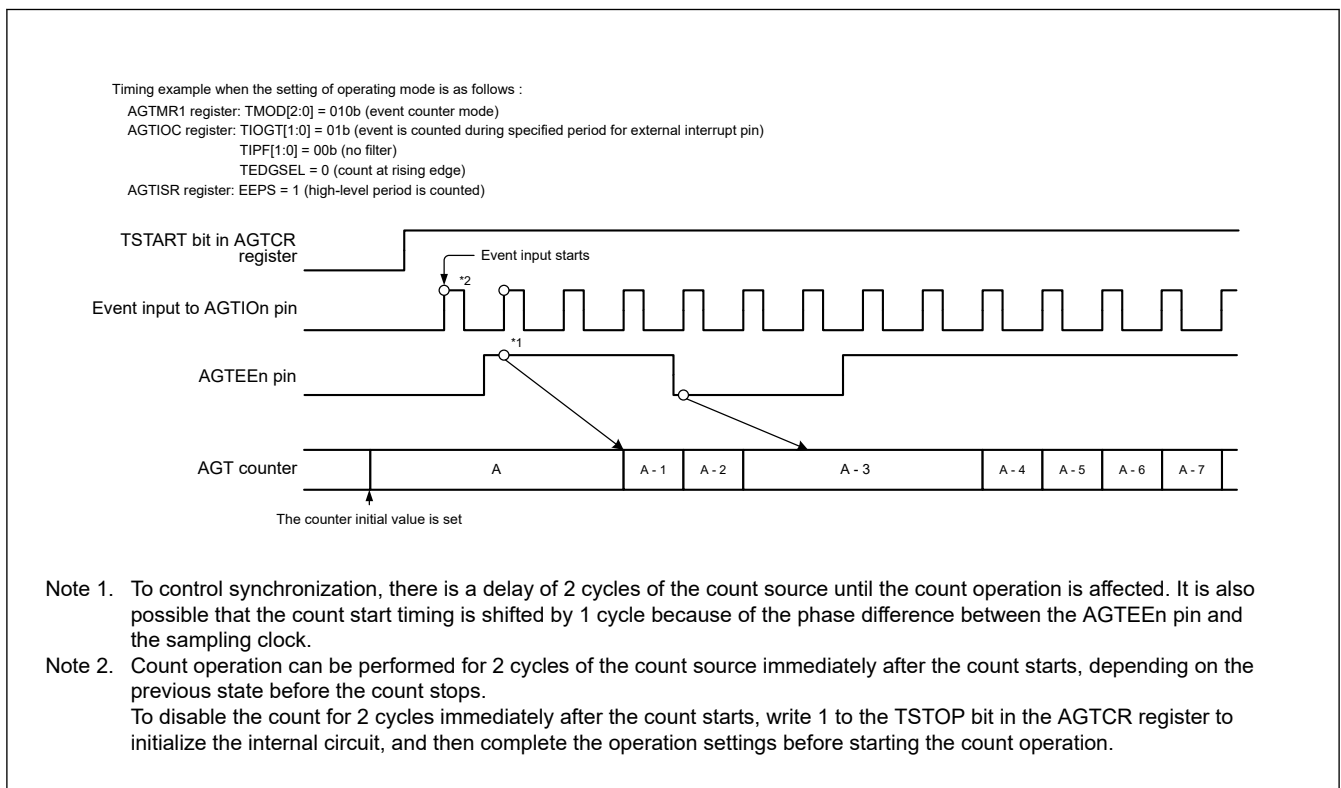 Timing example when the setting of operating mode is as follows :
AGTMR1 register: TMOD[2:0] = 010b (event counter mode)
AGTIOC register: TIOGT[1:0] = 01b (event is counted during specified period for external interrupt pin)
TIPF[1:0] = 00b (no filter)
TEDGSEL = 0 (count at rising edge)
AGTISR register: EEPS = 1 (high-level period is counted)
TSTART bit in AGTCR
register
Event input starts
*2
Event input to AGTIOn pin
*1
AGTEEn pin
AGT counter
A
A - 1
A - 2
A - 3
A - 4
A - 5
A - 6
A - 7
The counter initial value is set
Note 1. To control synchronization, there is a delay of 2 cycles of the count source until the count operation is affected. It is also
possible that the count start timing is shifted by 1 cycle because of the phase difference between the AGTEEn pin and
the sampling clock.
Note 2. Count operation can be performed for 2 cycles of the count source immediately after the count starts, depending on the
previous state before the count stops.
To disable the count for 2 cycles immediately after the count starts, write 1 to the TSTOP bit in the AGTCR register to
initialize the internal circuit, and then complete the operation settings before starting the count operation.